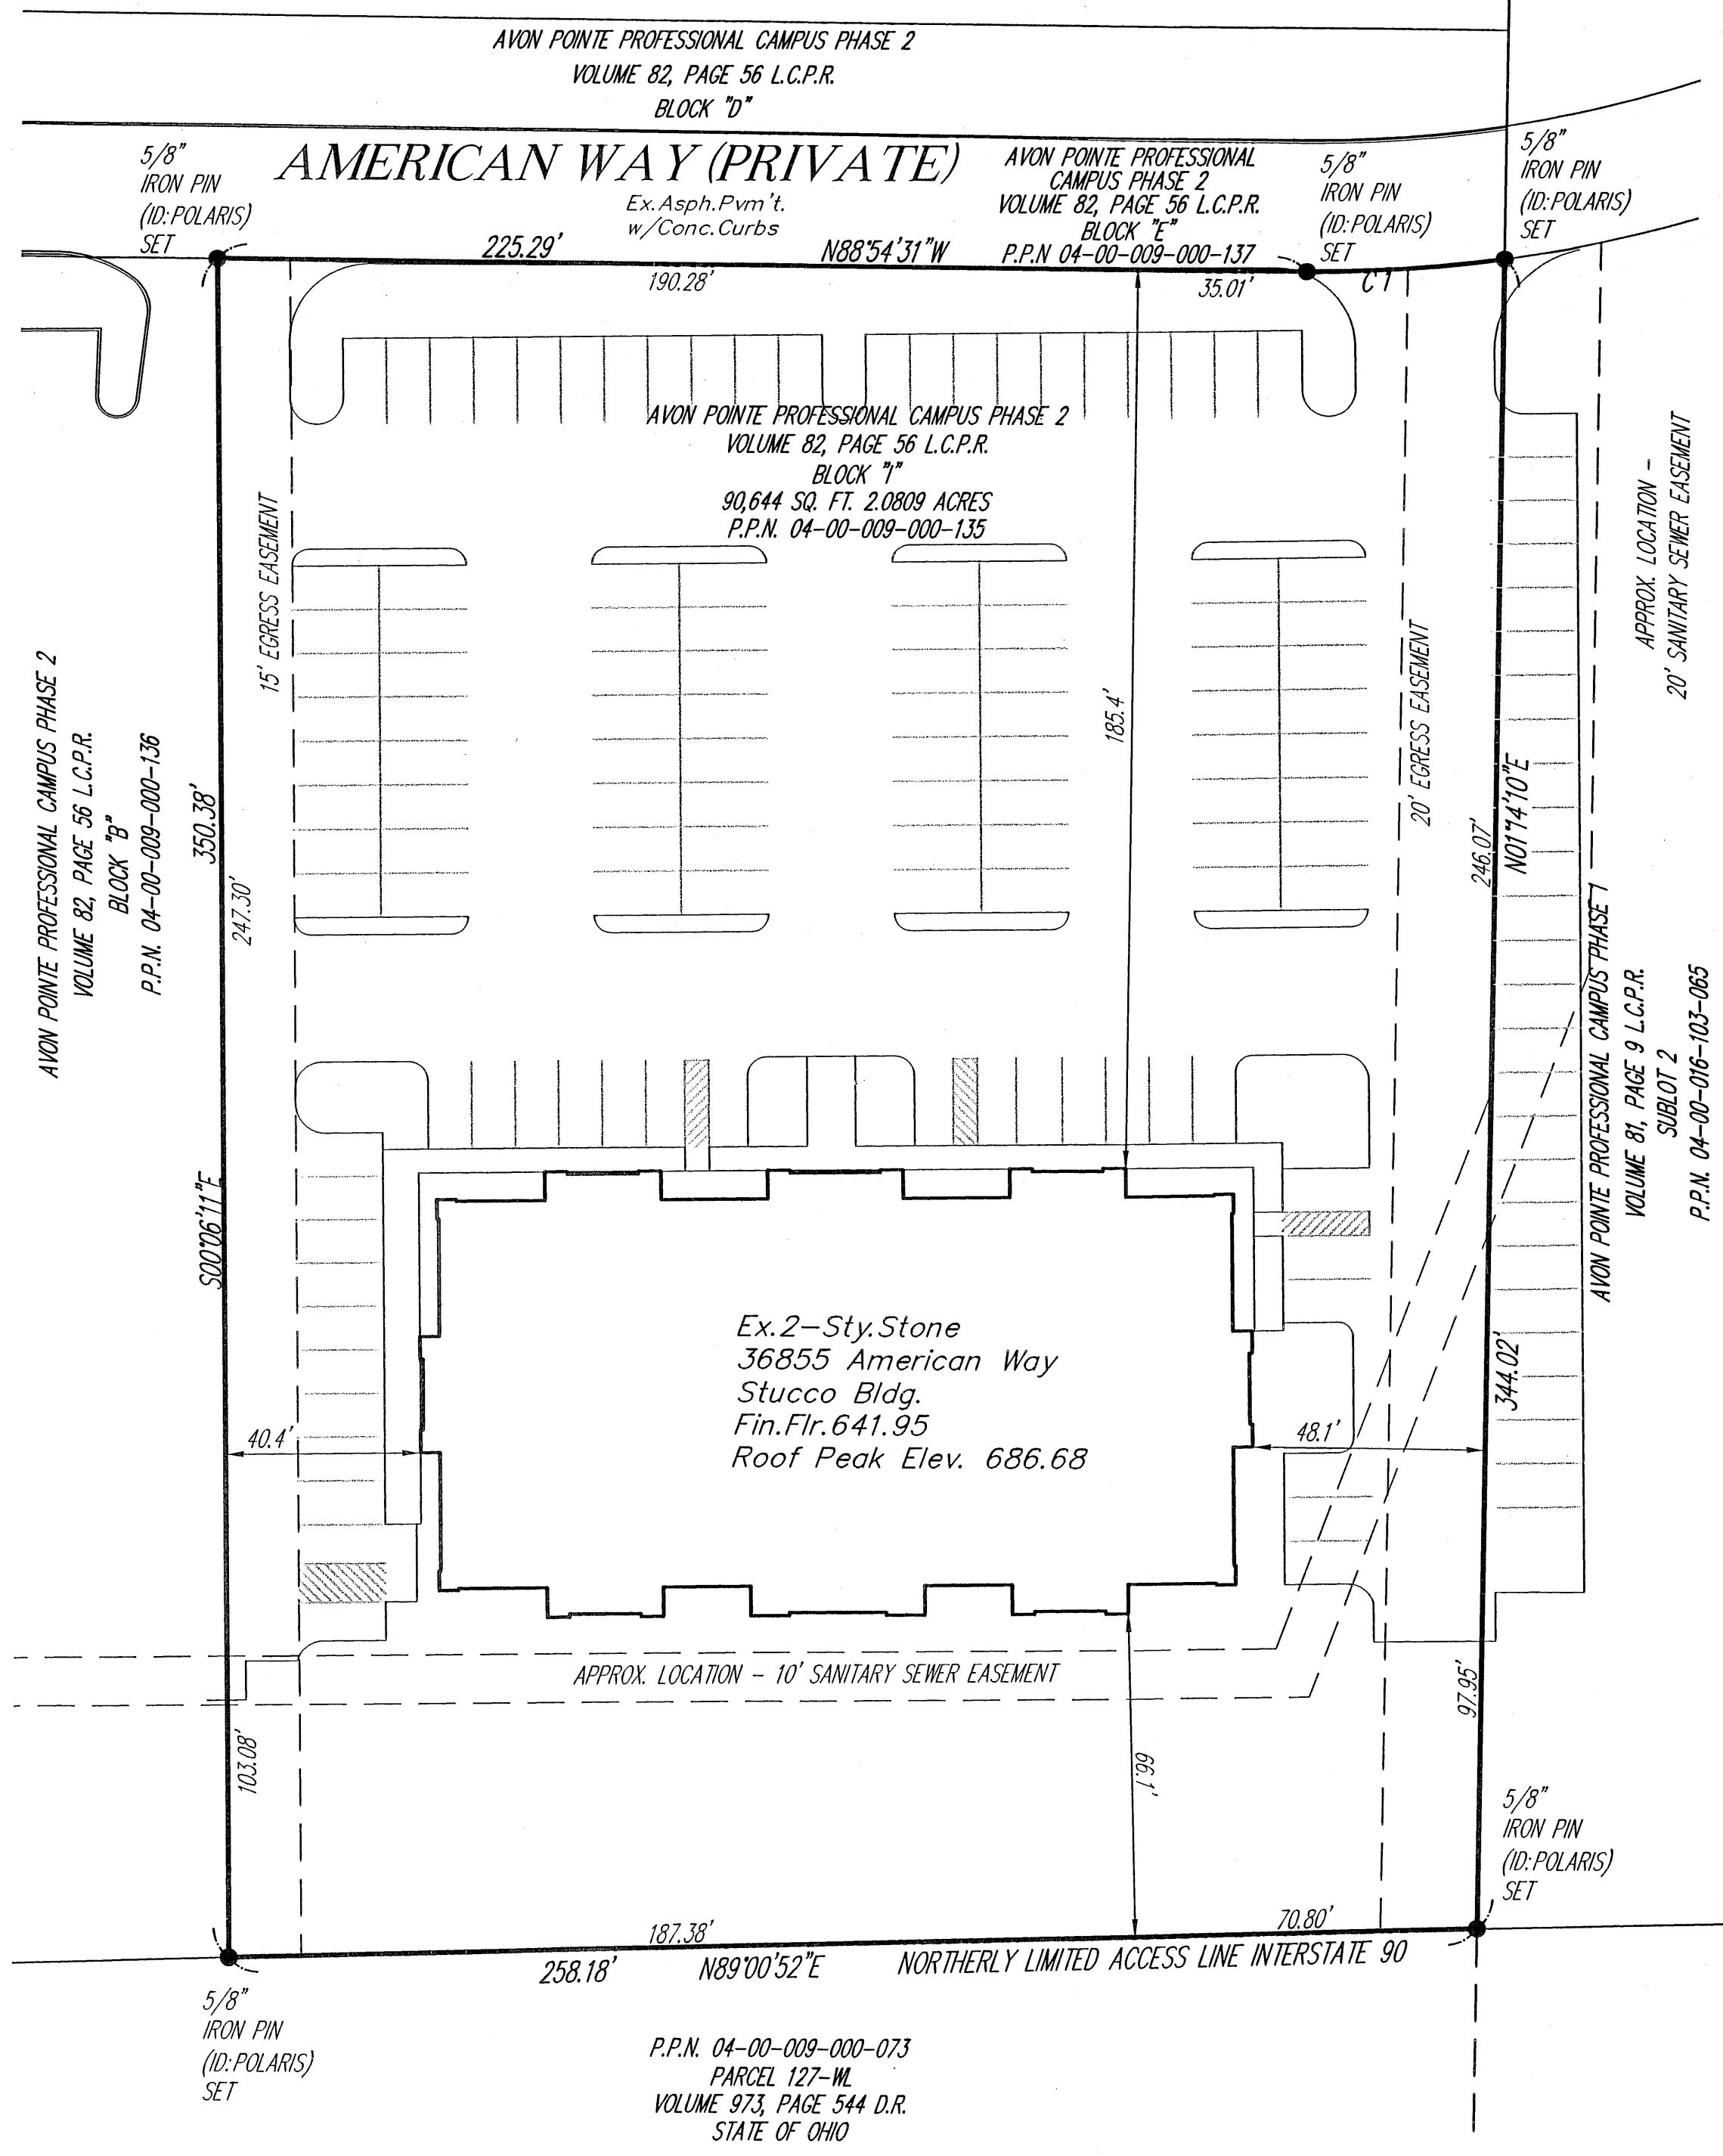 AVON POINTE PROFESSIONAL CAMPUS PHASE 2
VOLUME 82, PAGE 56 L.C.P.R.
BLOCK "D"
5/8"
IRON PIN
(ID:POLARIS)
SET
AMERICAN WAY (PRIVATE)
Ex.Asph.Pvm't.
w/Conc.Curbs
AVON POINTE PROFESSIONAL
CAMPUS PHASE 2
VOLUME 82, PAGE 56 L.C.P.R.
BLOCK "E"
P.P.N 04-00-009-000-137
5/8"
IRON PIN
(ID:POLARIS)
SET
5/8"
IRON PIN
(ID:POLARIS)
SET
225.29'
N88°54'31"W
190.28'
35.01'
C1
AVON POINTE PROFESSIONAL CAMPUS PHASE 2
VOLUME 82, PAGE 56 L.C.P.R.
BLOCK "I"
90,644 SQ. FT. 2.0809 ACRES
P.P.N. 04-00-009-000-135
15' EGRESS EASEMENT
20' EGRESS EASEMENT
APPROX. LOCATION -
20' SANITARY SEWER EASEMENT
AVON POINTE PROFESSIONAL CAMPUS PHASE 2
VOLUME 82, PAGE 56 L.C.P.R.
BLOCK "B"
P.P.N. 04-00-009-000-136
350.38'
247.30'
S00°06'11"E
185.4'
246.07'
N01°14'10"E
344.02'
AVON POINTE PROFESSIONAL CAMPUS PHASE 1
VOLUME 81, PAGE 9 L.C.P.R.
SUBLOT 2
P.P.N. 04-00-016-103-065
Ex.2-Sty.Stone
36855 American Way
Stucco Bldg.
Fin.Flr.641.95
Roof Peak Elev. 686.68
40.4'
48.1'
APPROX. LOCATION - 10' SANITARY SEWER EASEMENT
103.08'
66.1'
97.95'
5/8"
IRON PIN
(ID:POLARIS)
SET
187.38'
70.80'
258.18'
N89°00'52"E
NORTHERLY LIMITED ACCESS LINE INTERSTATE 90
5/8"
IRON PIN
(ID:POLARIS)
SET
P.P.N. 04-00-009-000-073
PARCEL 127-WL
VOLUME 973, PAGE 544 D.R.
STATE OF OHIO